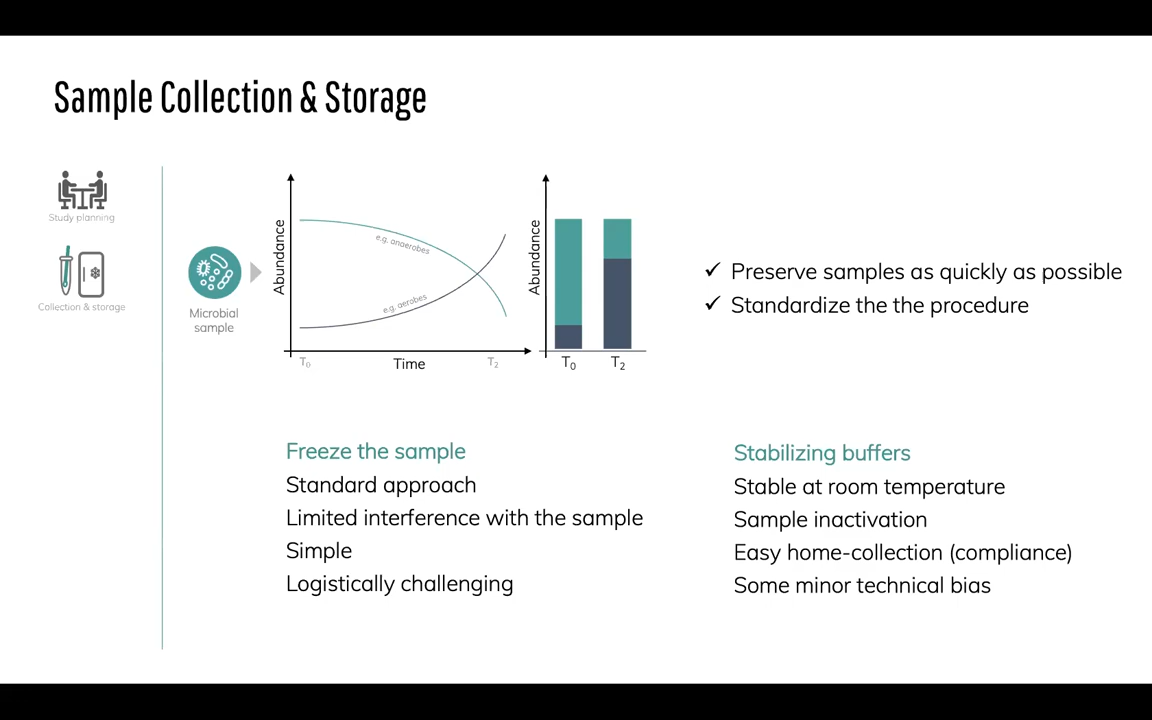 Sample Collection & Storage
Study planning
Collection & storage
Microbial
sample
Abundance
e.g. anaerobes
e.g. aerobes
T0
Time
T2
Abundance
T0
T2
✓ Preserve samples as quickly as possible
✓ Standardize the the procedure
Freeze the sample
Standard approach
Limited interference with the sample
Simple
Logistically challenging
Stabilizing buffers
Stable at room temperature
Sample inactivation
Easy home-collection (compliance)
Some minor technical bias